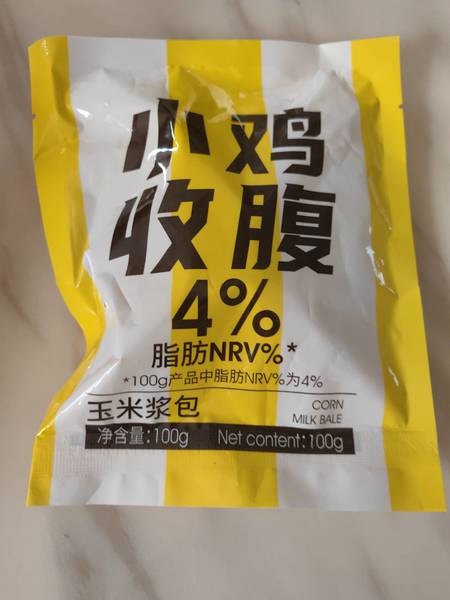 小鸡
收腹
4%
脂肪NRV%*
*100g产品中脂肪NRV%为4%
玉米浆包
CORN
MILK BALE
净含量:100g Net content:100g